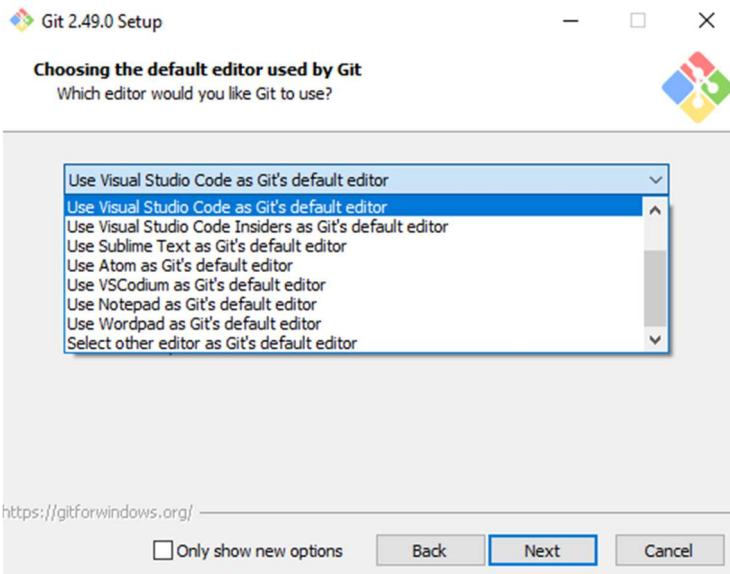 Git 2.49.0 Setup
Choosing the default editor used by Git
Which editor would you like Git to use?
Use Visual Studio Code as Git's default editor
Use Visual Studio Code as Git's default editor
Use Visual Studio Code Insiders as Git's default editor
Use Sublime Text as Git's default editor
Use Atom as Git's default editor
Use VSCodium as Git's default editor
Use Notepad as Git's default editor
Use Wordpad as Git's default editor
Select other editor as Git's default editor
https://gitforwindows.org/
Only show new options Back Next Cancel